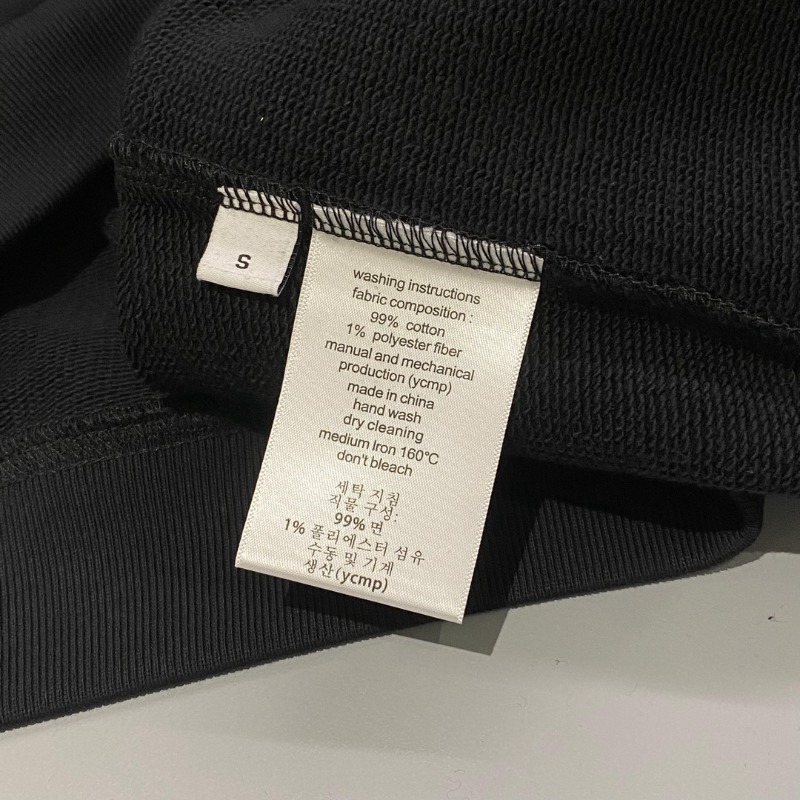 S
washing instructions
fabric composition :
99% cotton
1% polyester fiber
manual and mechanical
production (ycmp)
made in china
hand wash
dry cleaning
medium Iron 160°C
don't bleach
세탁 지침
직물 구성:
99% 면
1% 폴리에스터 섬유
수동 및 기계
생산(ycmp)